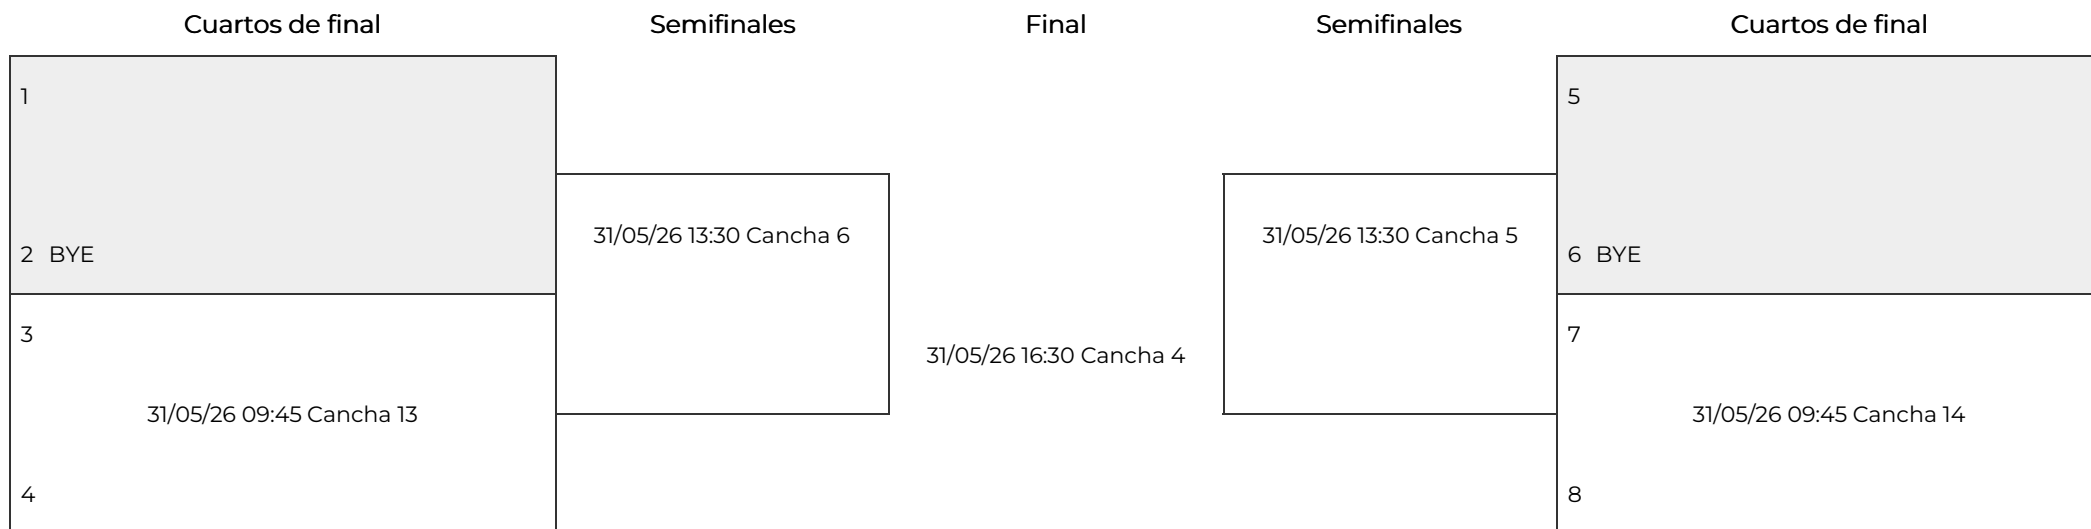 Cuartos de final
Semifinales
Final
Semifinales
Cuartos de final
1
2 BYE
3
31/05/26 09:45 Cancha 13
4
31/05/26 13:30 Cancha 6
31/05/26 16:30 Cancha 4
31/05/26 13:30 Cancha 5
5
6 BYE
7
31/05/26 09:45 Cancha 14
8